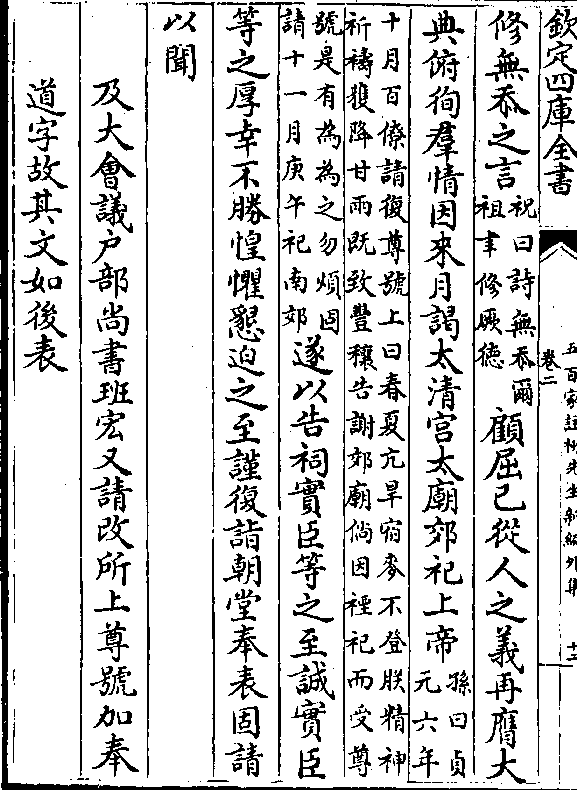 欽定四庫全書
五百家註柳先生新編外集
卷二
十二
修無忝之言
祝曰詩無忝爾
祖聿修厥德
顧屈已從人之義再膺大
典俯徇羣情因來月謁太清宫太廟郊祀上帝
孫曰貞
元六年
十月百僚請復尊號上曰春夏亢旱宿麥不登朕精神
祈禱獲降甘雨既致豐穰告謝郊廟倘因禋祀而受尊
號是有為為之勿煩固
請十一月庚午祀南郊
遂以告祠實臣等之至誠實臣
等之厚幸不勝惶懼懇迫之至謹復詣朝堂奉表固請
以聞
及大會議户部尚書班宏又請改所上尊號加奉
道字故其文如後表